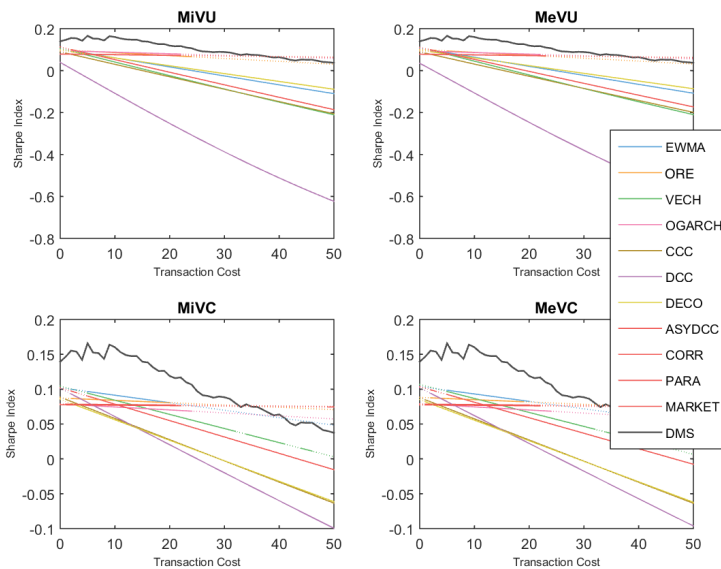 MiVU
0.2
0
-0.2
-0.4
-0.6
-0.8
Sharpe Index
0 10 20 30 40 50
Transaction Cost
MeVU
0.2
0
-0.2
-0.4
-0.6
-0.8
Sharpe Index
0 10 20 30 40 50
Transaction Cost
EWMA
ORE
VECH
OGARCH
CCC
DCC
DECO
ASYDCC
CORR
PARA
MARKET
DMS
MiVC
0.2
0.15
0.1
0.05
0
-0.05
-0.1
Sharpe Index
0 10 20 30 40 50
Transaction Cost
MeVC
0.2
0.15
0.1
0.05
0
-0.05
-0.1
Sharpe Index
0 10 20 30 40 50
Transaction Cost